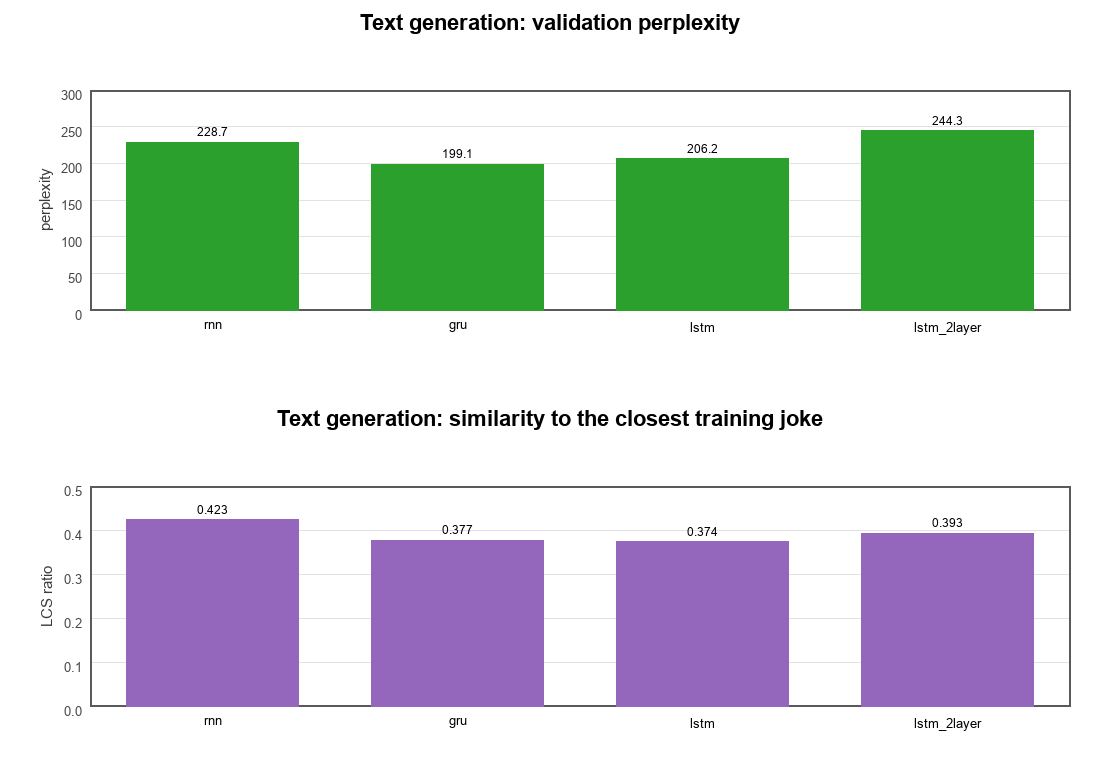 Text generation: validation perplexity
300
250
200
150
100
50
0
perplexity
228.7
199.1
206.2
244.3
rnn
gru
lstm
lstm_2layer
Text generation: similarity to the closest training joke
0.5
0.4
0.3
0.2
0.1
0.0
LCS ratio
0.423
0.377
0.374
0.393
rnn
gru
lstm
lstm_2layer